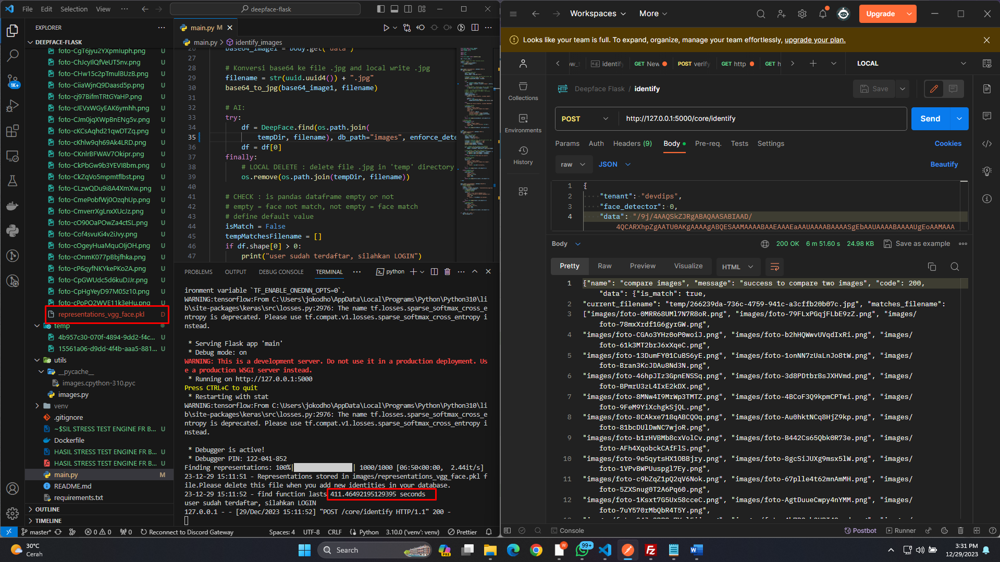 File Edit Selection View ··· deepface-flask
EXPLORER
DEEPFACE-FLASK
foto-CgT6jyu2YXpmIuph.png U
foto-ChJcyIlQfVeUT5nv.png U
foto-CHw15c2pTmulBUzB.png U
foto-CiiaWjnQ9Daasd5p.png U
foto-cj97BifmTRtGYaHP.png U
foto-cJEVxWGyEAK6ymhh.png U
foto-CJm0jqXWpBnENg5v.png U
foto-cKCsAqhd21qwDTZq.png U
foto-cKhlw9qh69Ak4LRD.png U
foto-CKnlrBFWAV7Okipr.png U
foto-CkPbGw9b3YEVI8bm.png U
foto-CkZqVo5mpmtflbst.png U
foto-CLzwQDu9i8A4XmXw.png U
foto-CmePobfWj0OzqhUp.png U
foto-CmverrXgLnxXUcJz.png U
foto-cO90OaPOwZa4ctSL.png U
foto-Cof4svuKi4v2iJvy.png U
foto-cOgeyHuaMquOIjOH.png U
foto-cOnmK077pBbjfhka.png U
foto-cP6qyfNKYkePKo2A.png U
foto-CpGWUdc5d6kuDJJr.png U
foto-CpHgYeyD97M05z10.png U
foto-cPoPO2WVE11k3eHu.png U
representations_vgg_face.pkl D
temp
4b957c30-070f-4894-9dd2-f4c... U
15561a06-d9dd-4f4b-aaa5-881... U
utils
__pycache__
images.cpython-310.pyc
images.py
venv
.gitignore
~$SIL STRESS TEST ENGINE FR B... U
Dockerfile
HASIL STRESS TEST ENGINE FR B... U
HASIL STRESS TEST ENGINE FR B... U
main.py M
README.md
requirements.txt
OUTLINE
TIMELINE
1K+
main.py M
main.py > identify_images
26 base64_image1 = body.get('data')
27
28 # Konversi base64 ke file .jpg and local write .jpg
29 filename = str(uuid.uuid4()) + ".jpg"
30 base64_to_jpg(base64_image1, filename)
31
32 # AI:
33 try:
34 df = DeepFace.find(os.path.join(
35 tempDir, filename), db_path="images", enforce_dete
36 df = df[0]
37 finally:
38 # LOCAL DELETE : delete file .jpg in 'temp' directory
39 os.remove(os.path.join(tempDir, filename))
40
41 # CHECK : is pandas dataframe empty or not
42 # empty = face not match, not empty = face match
43 # define default value
44 isMatch = False
45 tempMatchesFilename = []
46 if df.shape[0] > 0:
47 print("user sudah terdaftar, silahkan LOGIN")
PROBLEMS OUTPUT DEBUG CONSOLE TERMINAL ··· python
ironment variable `TF_ENABLE_ONEDNN_OPTS=0`.
WARNING:tensorflow:From C:\Users\jokodho\AppData\Local\Programs\Python\Python310\li
b\site-packages\keras\src\losses.py:2976: The name tf.losses.sparse_softmax_cross_e
ntropy is deprecated. Please use tf.compat.v1.losses.sparse_softmax_cross_entropy i
nstead.
* Serving Flask app 'main'
* Debug mode: on
WARNING: This is a development server. Do not use it in a production deployment. Us
e a production WSGI server instead.
* Running on http://127.0.0.1:5000
Press CTRL+C to quit
* Restarting with stat
WARNING:tensorflow:From C:\Users\jokodho\AppData\Local\Programs\Python\Python310\li
b\site-packages\keras\src\losses.py:2976: The name tf.losses.sparse_softmax_cross_e
ntropy is deprecated. Please use tf.compat.v1.losses.sparse_softmax_cross_entropy i
nstead.
* Debugger is active!
* Debugger PIN: 122-041-852
Finding representations: 100%| | 1000/1000 [06:50<00:00, 2.44it/s]
23-12-29 15:11:51 - Representations stored in images/representations_vgg_face.pkl f
ile.Please delete this file when you add new identities in your database.
23-12-29 15:11:52 - find function lasts 411.46492195129395 seconds
user sudah terdaftar, silahkan LOGIN
127.0.0.1 - - [29/Dec/2023 15:11:52] "POST /core/identify HTTP/1.1" 200 -
master* 0 0 0 Reconnect to Discord Gateway Spaces: 4 UTF-8 CRLF Python 3.10.0 ('venv': venv) Prettier
Workspaces More Upgrade
Looks like your team is full. To expand, organize, manage your team effortlessly, upgrade your plan.
identify GET New POST verify GET http GET h LOCAL
Collections
Environments
History
HTTP Deepface Flask / identify Save
POST http://127.0.0.1:5000/core/identify Send
Params Auth Headers (9) Body Pre-req. Tests Settings Cookies
raw JSON Beautify
1 {
2 "tenant": "devdips",
3 "face_detector": 0,
4 "data": "/9j/4AAQSkZJRgABAQAASABIAAD/
4QCARXhpZgAATU0AKgAAAAgABQESAAMAAAABAAEAAAEaAAUAAAABAAAASgEbAAUAAAABAAAAUgEoAAMAAA
Body 200 OK 6 m 51.60 s 24.98 KB Save as example
Pretty Raw Preview Visualize HTML
1 {"name": "compare images", "message": "success to compare two images", "code": 200,
"data": {"is_match": true,
2 "current_filename": "temp/266239da-736c-4759-941c-a3cffb20b07c.jpg", "matches_filename":
3 ["images/foto-0MRR68UMl7N7R8oR.png", "images/foto-79FLxPGqjFLbE9zZ.png", "images/
foto-78mxXrdf1G6gyrGW.png",
4 "images/foto-CGAo3YHz0oP0woiJ.png", "images/foto-b2hHQWwvUVqdIxRi.png", "images/
foto-61k3MT2brJ6xXqeC.png",
5 "images/foto-13DumFY01CuBS6yE.png", "images/foto-1onNN7zUaLnJo8tW.png", "images/
foto-Bran3KcJDAu8Nd3N.png",
6 "images/foto-46hpJIz3GpnENSSq.png", "images/foto-3d8PDtbrBsJXHVmd.png", "images/
foto-BPmrU3zL4IxE2kDX.png",
7 "images/foto-8MNw4I9MrWp3TMTZ.png", "images/foto-4BCoF3Q9kpmCPTwi.png", "images/
foto-9FeM9YiXchgkSjQL.png",
8 "images/foto-8CAkxe718qABCQOq.png", "images/foto-Au0hktNCq8HjZ9kp.png", "images/
foto-81bcDUlDwNC7wjoR.png",
9 "images/foto-b1rHVBMb8cxVolCv.png", "images/foto-B442Cs65Qbk0R73e.png", "images/
foto-AFh4XqobckCAfFlS.png",
10 "images/foto-9e5qytsHX1OBBjry.png", "images/foto-8gcSiJUXg9msx5lW.png", "images/
foto-1VPvBWPUuspgl7Ey.png",
11 "images/foto-c9bZqZ1pQ2qV6Nok.png", "images/foto-67plle4t62mnAmMH.png", "images/
foto-5ZXSnug0T2A6Pq60.png",
12 "images/foto-1Ksxt7G5Ux58cceC.png", "images/foto-AgtDuueCwpy4nYMM.png", "images/
foto-7uY570rMbQbR4T5Y.png",
Console Postbot Runner
30°C
Cerah
Search
PRE
99+
3:31 PM
12/29/2023